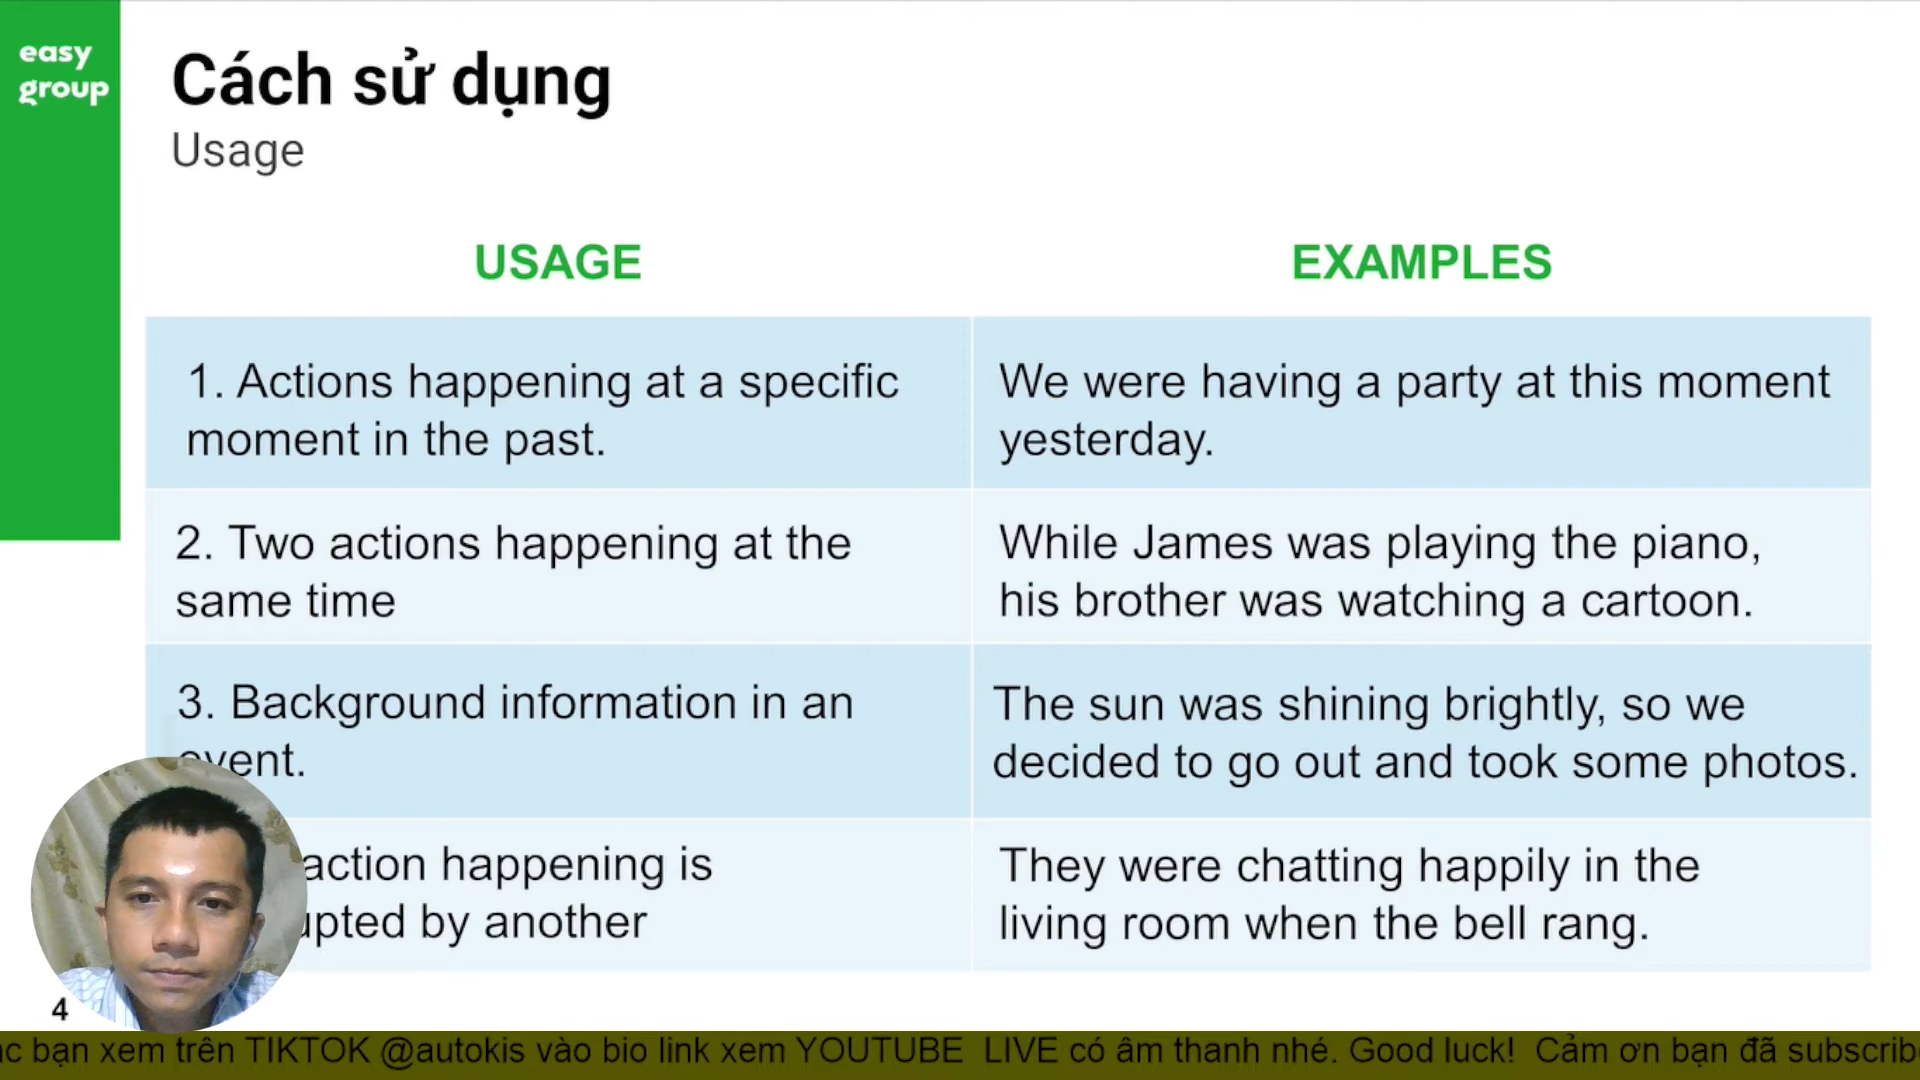 easy
group
Cách sử dụng
Usage
USAGE
EXAMPLES
1. Actions happening at a specific
moment in the past.
We were having a party at this moment
yesterday.
2. Two actions happening at the
same time
While James was playing the piano,
his brother was watching a cartoon.
3. Background information in an
event.
The sun was shining brightly, so we
decided to go out and took some photos.
action happening is
by another
They were chatting happily in the
living room when the bell rang.
4
bạn xem trên TIKTOK @autokis vào bio link xem YOUTUBE LIVE có âm thanh nhé. Good luck! Cảm ơn bạn đã